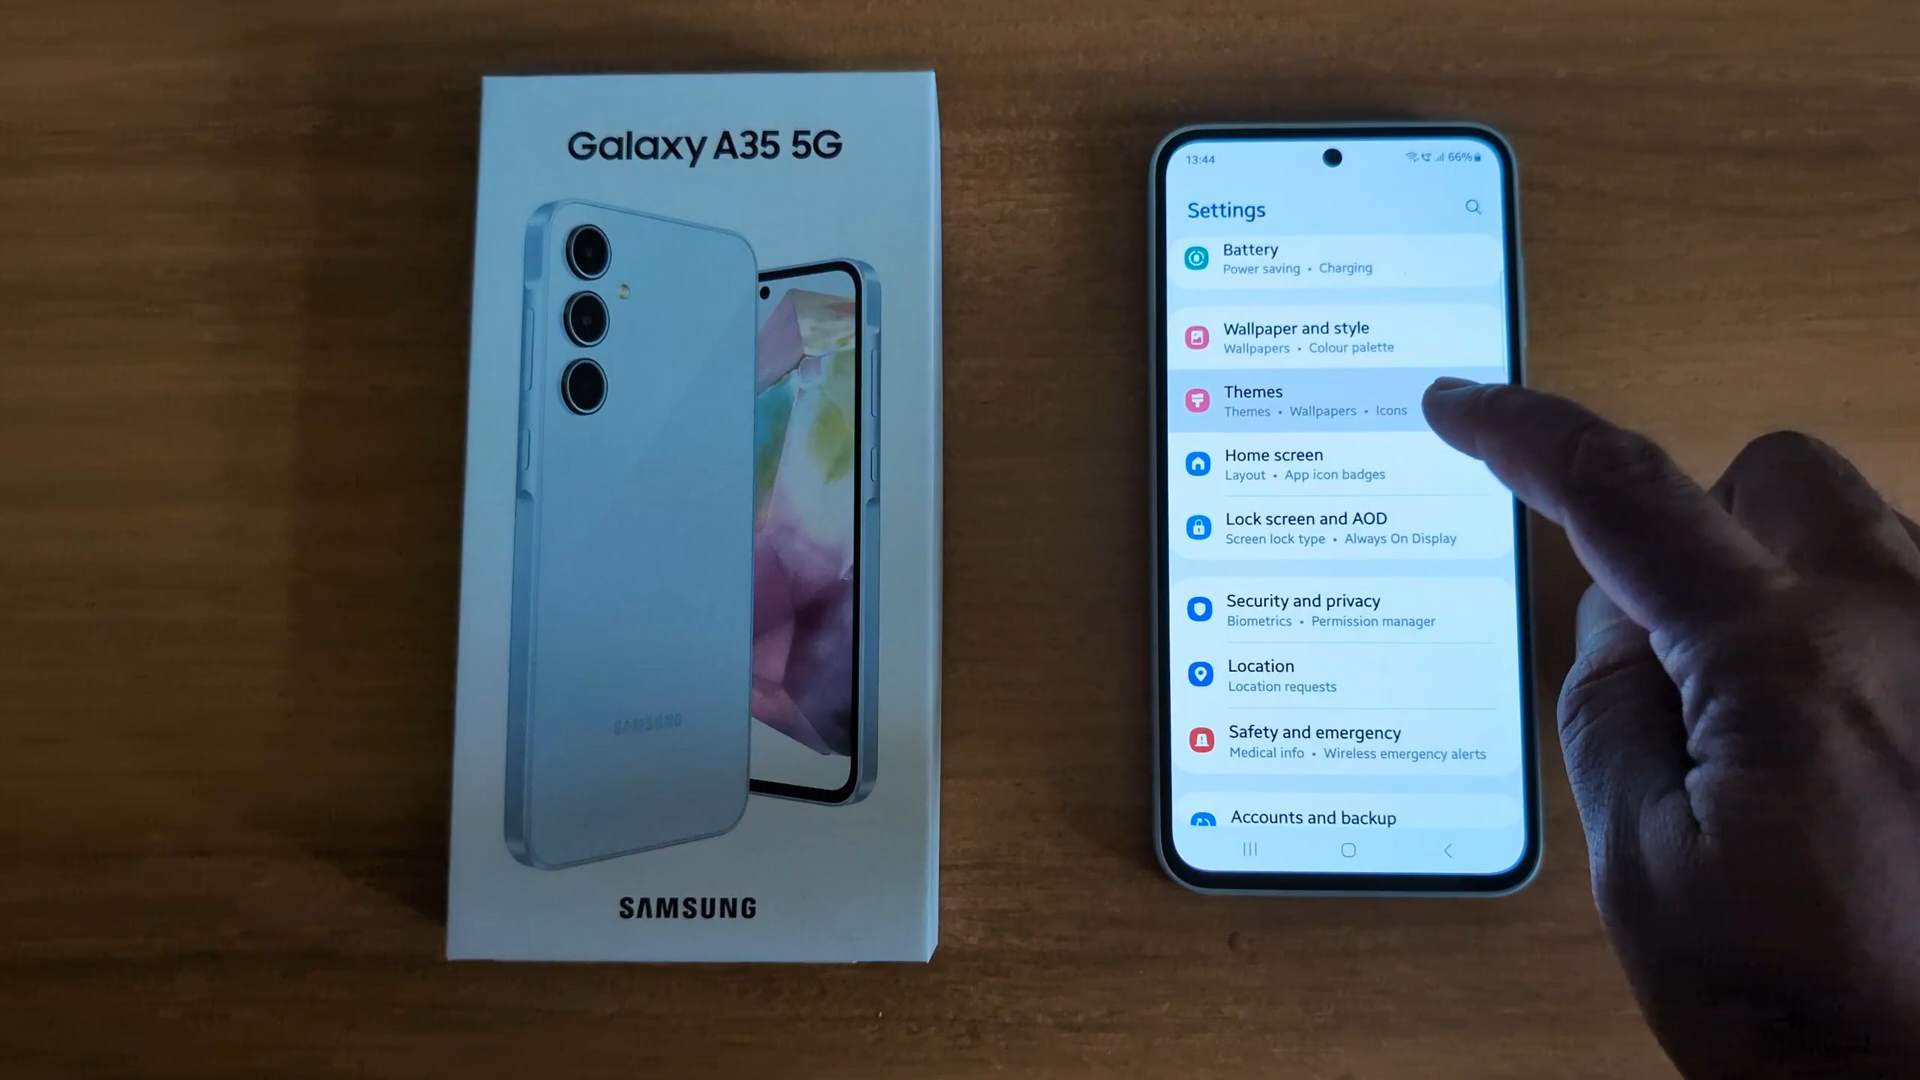 Galaxy A35 5G
SAMSUNG
SAMSUNG
13:44
66%
Settings
Battery
Power saving • Charging
Wallpaper and style
Wallpapers • Colour palette
Themes
Themes • Wallpapers • Icons
Home screen
Layout • App icon badges
Lock screen and AOD
Screen lock type • Always On Display
Security and privacy
Biometrics • Permission manager
Location
Location requests
Safety and emergency
Medical info • Wireless emergency alerts
Accounts and backup